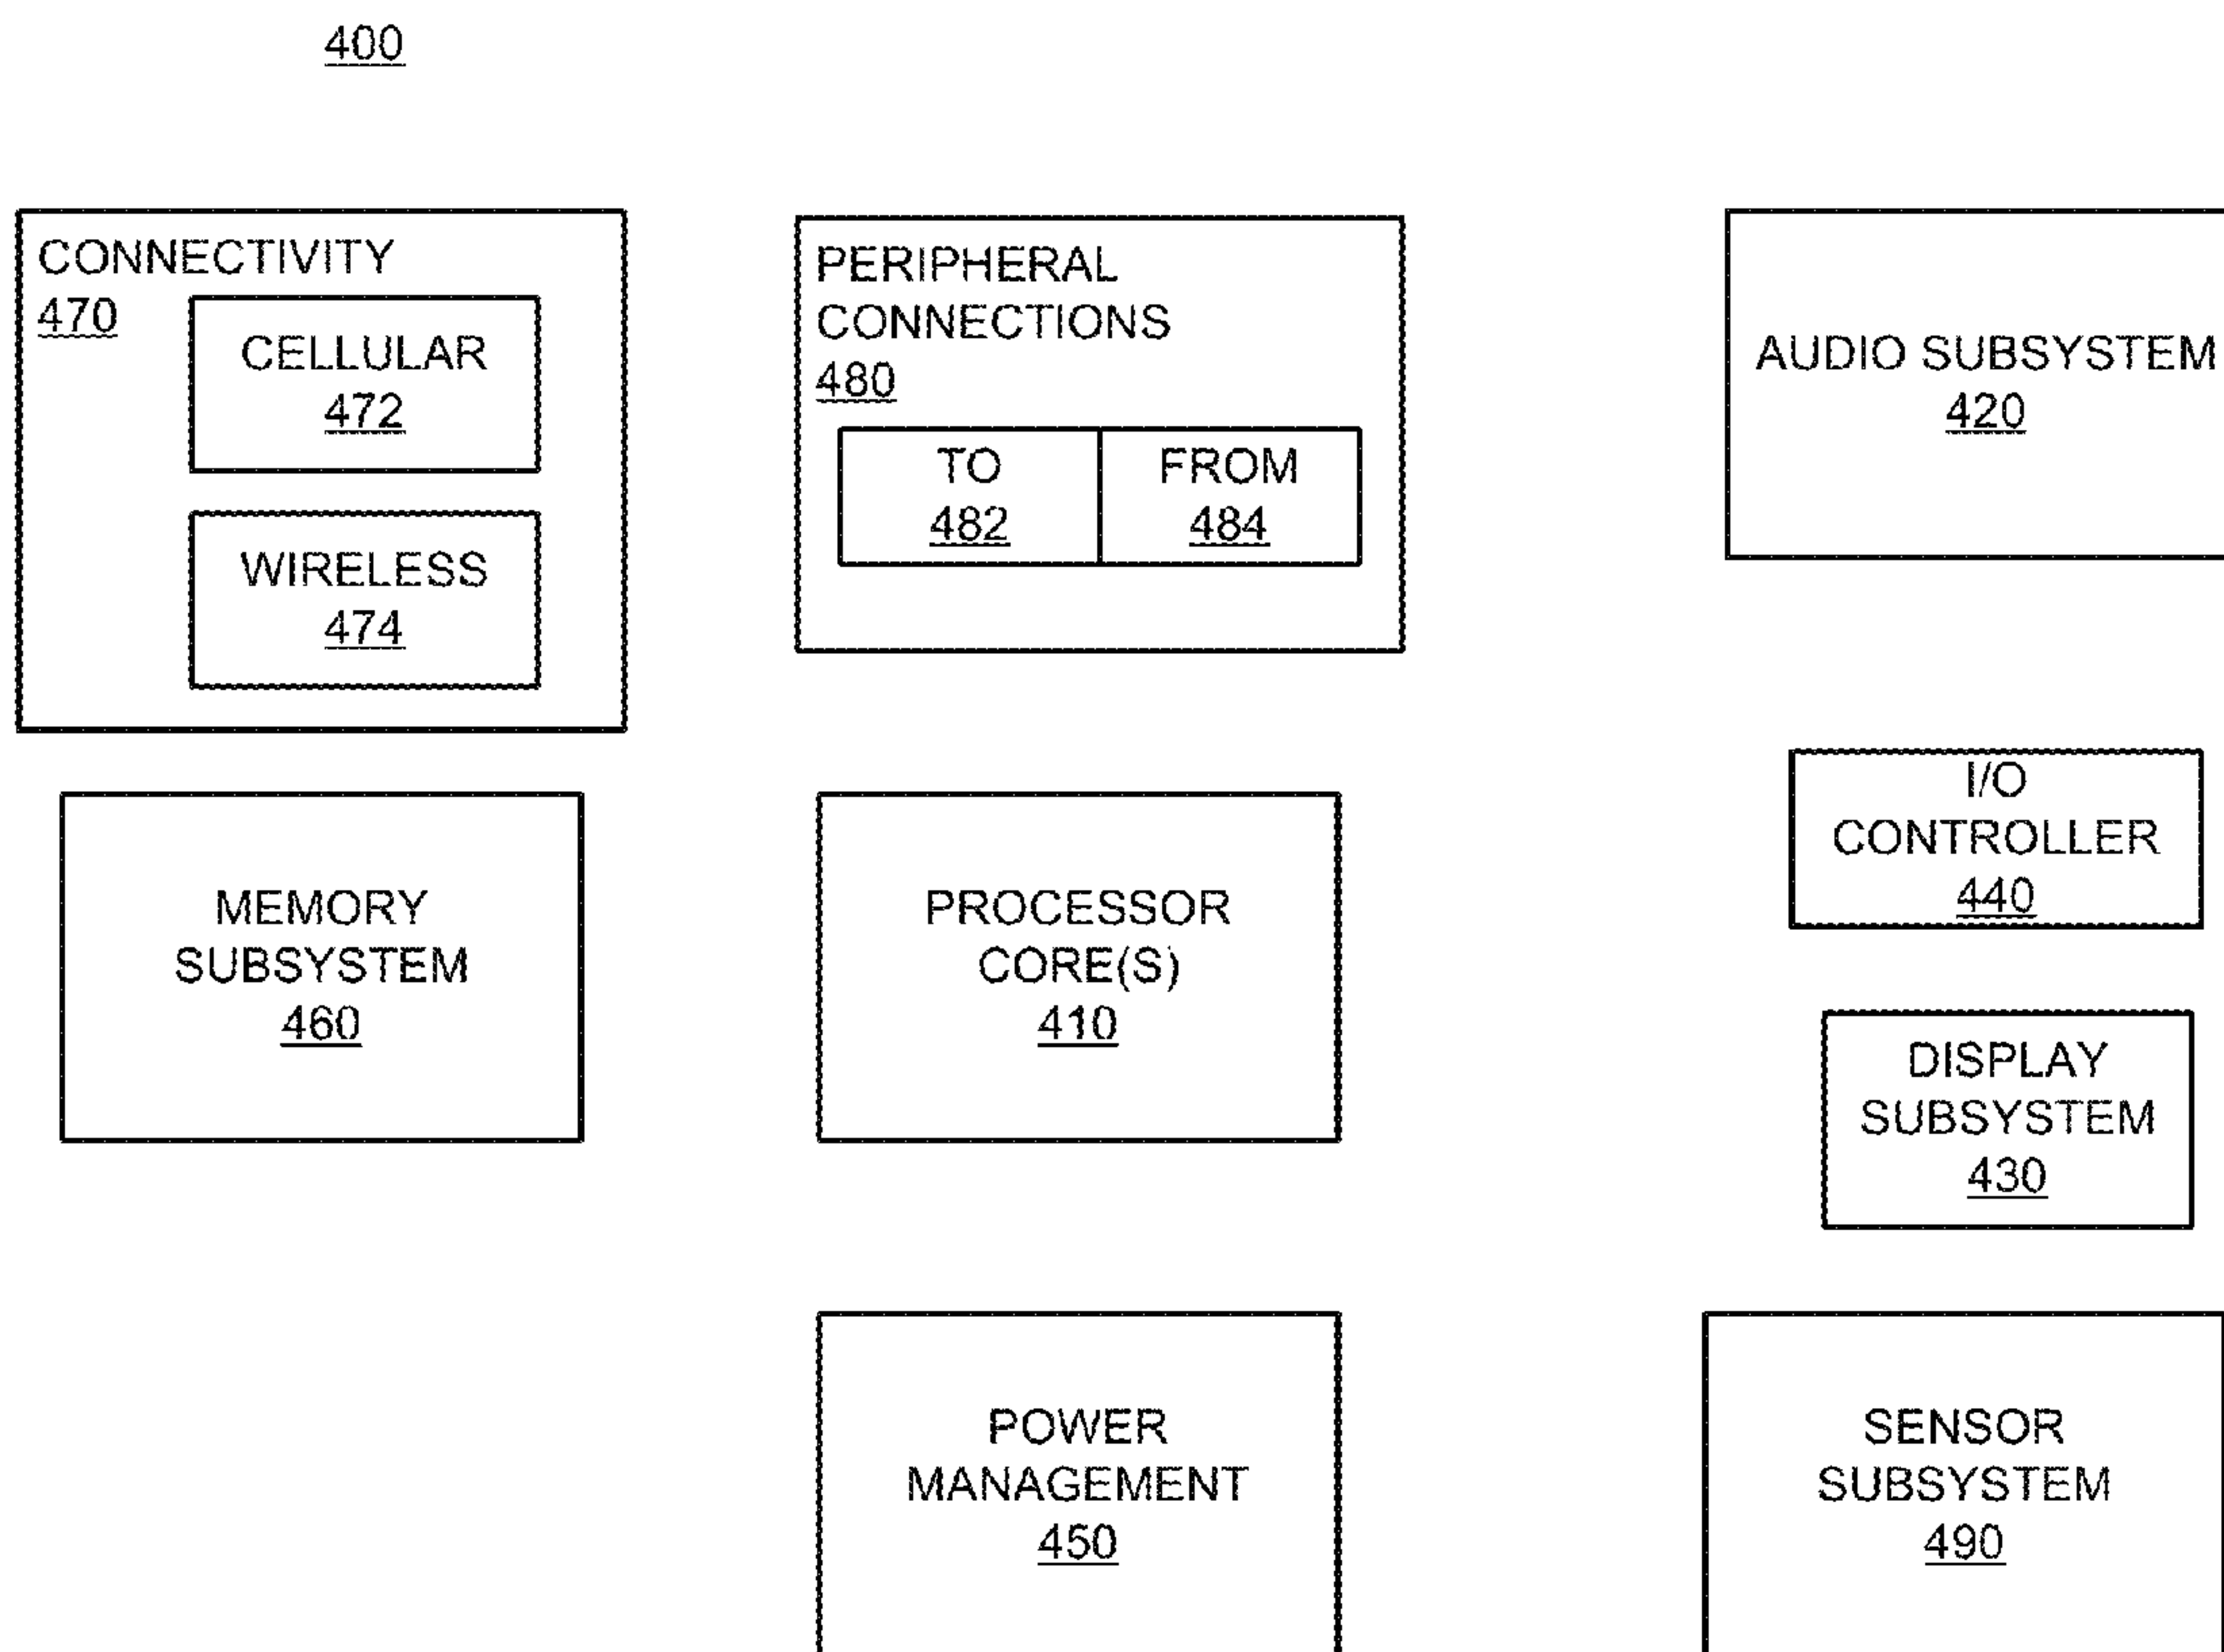 400
CONNECTIVITY
470
CELLULAR
472
WIRELESS
474
PERIPHERAL
CONNECTIONS
480
TO
482
FROM
484
AUDIO SUBSYSTEM
420
MEMORY
SUBSYSTEM
460
PROCESSOR
CORE(S)
410
I/O
CONTROLLER
440
DISPLAY
SUBSYSTEM
430
POWER
MANAGEMENT
450
SENSOR
SUBSYSTEM
490